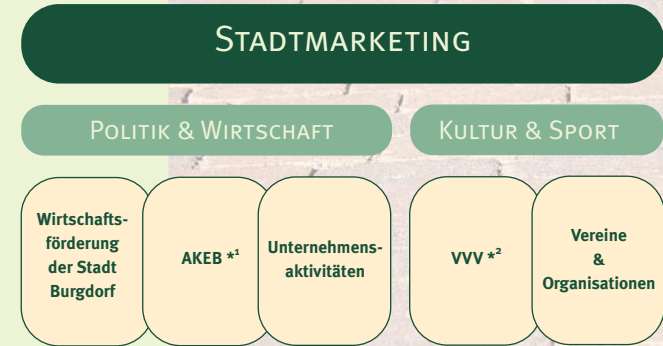 STADTMARKETING
POLITIK & WIRTSCHAFT
KULTUR & SPORT
Wirtschafts-
förderung
der Stadt
Burgdorf
AKEB *¹
Unternehmens-
aktivitäten
VVV *²
Vereine
&
Organisationen